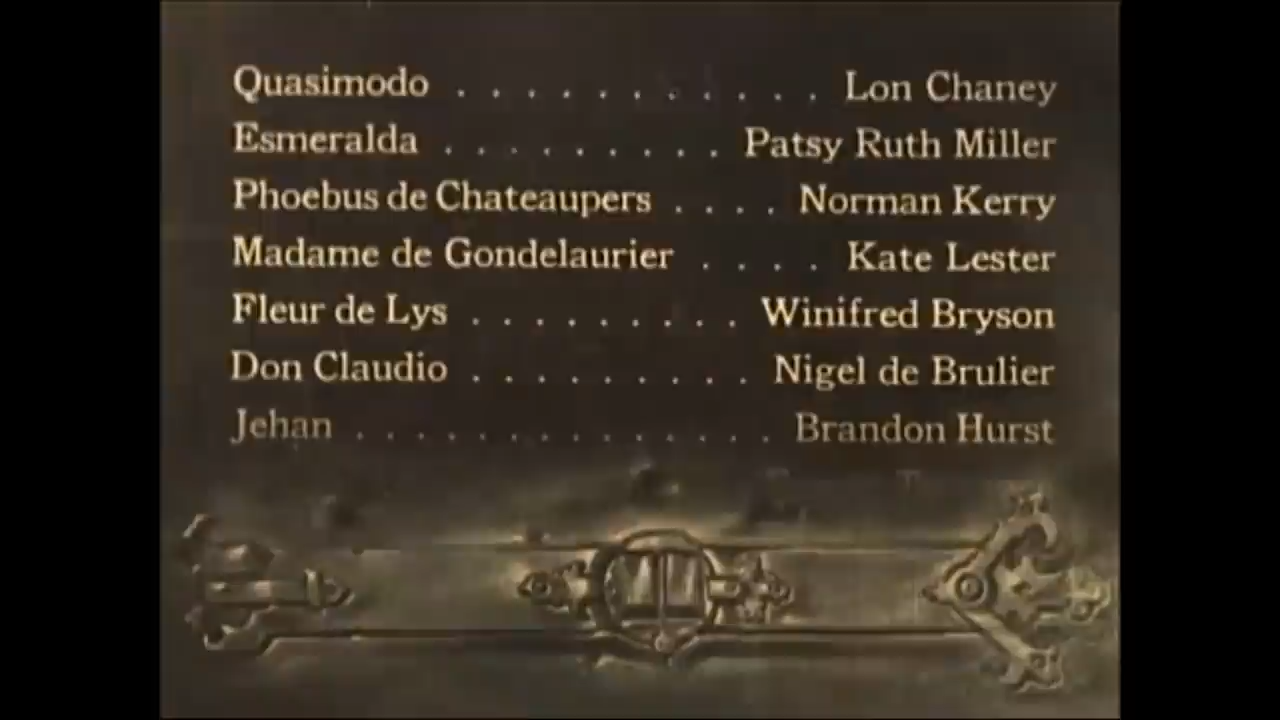 Quasimodo . . . . . . . . . . . Lon Chaney
Esmeralda . . . . . . . . . Patsy Ruth Miller
Phoebus de Chateaupers . . . . Norman Kerry
Madame de Gondelaurier . . . . Kate Lester
Fleur de Lys . . . . . . . . . Winifred Bryson
Don Claudio . . . . . . . . . Nigel de Brulier
Jehan . . . . . . . . . . . . . . . Brandon Hurst